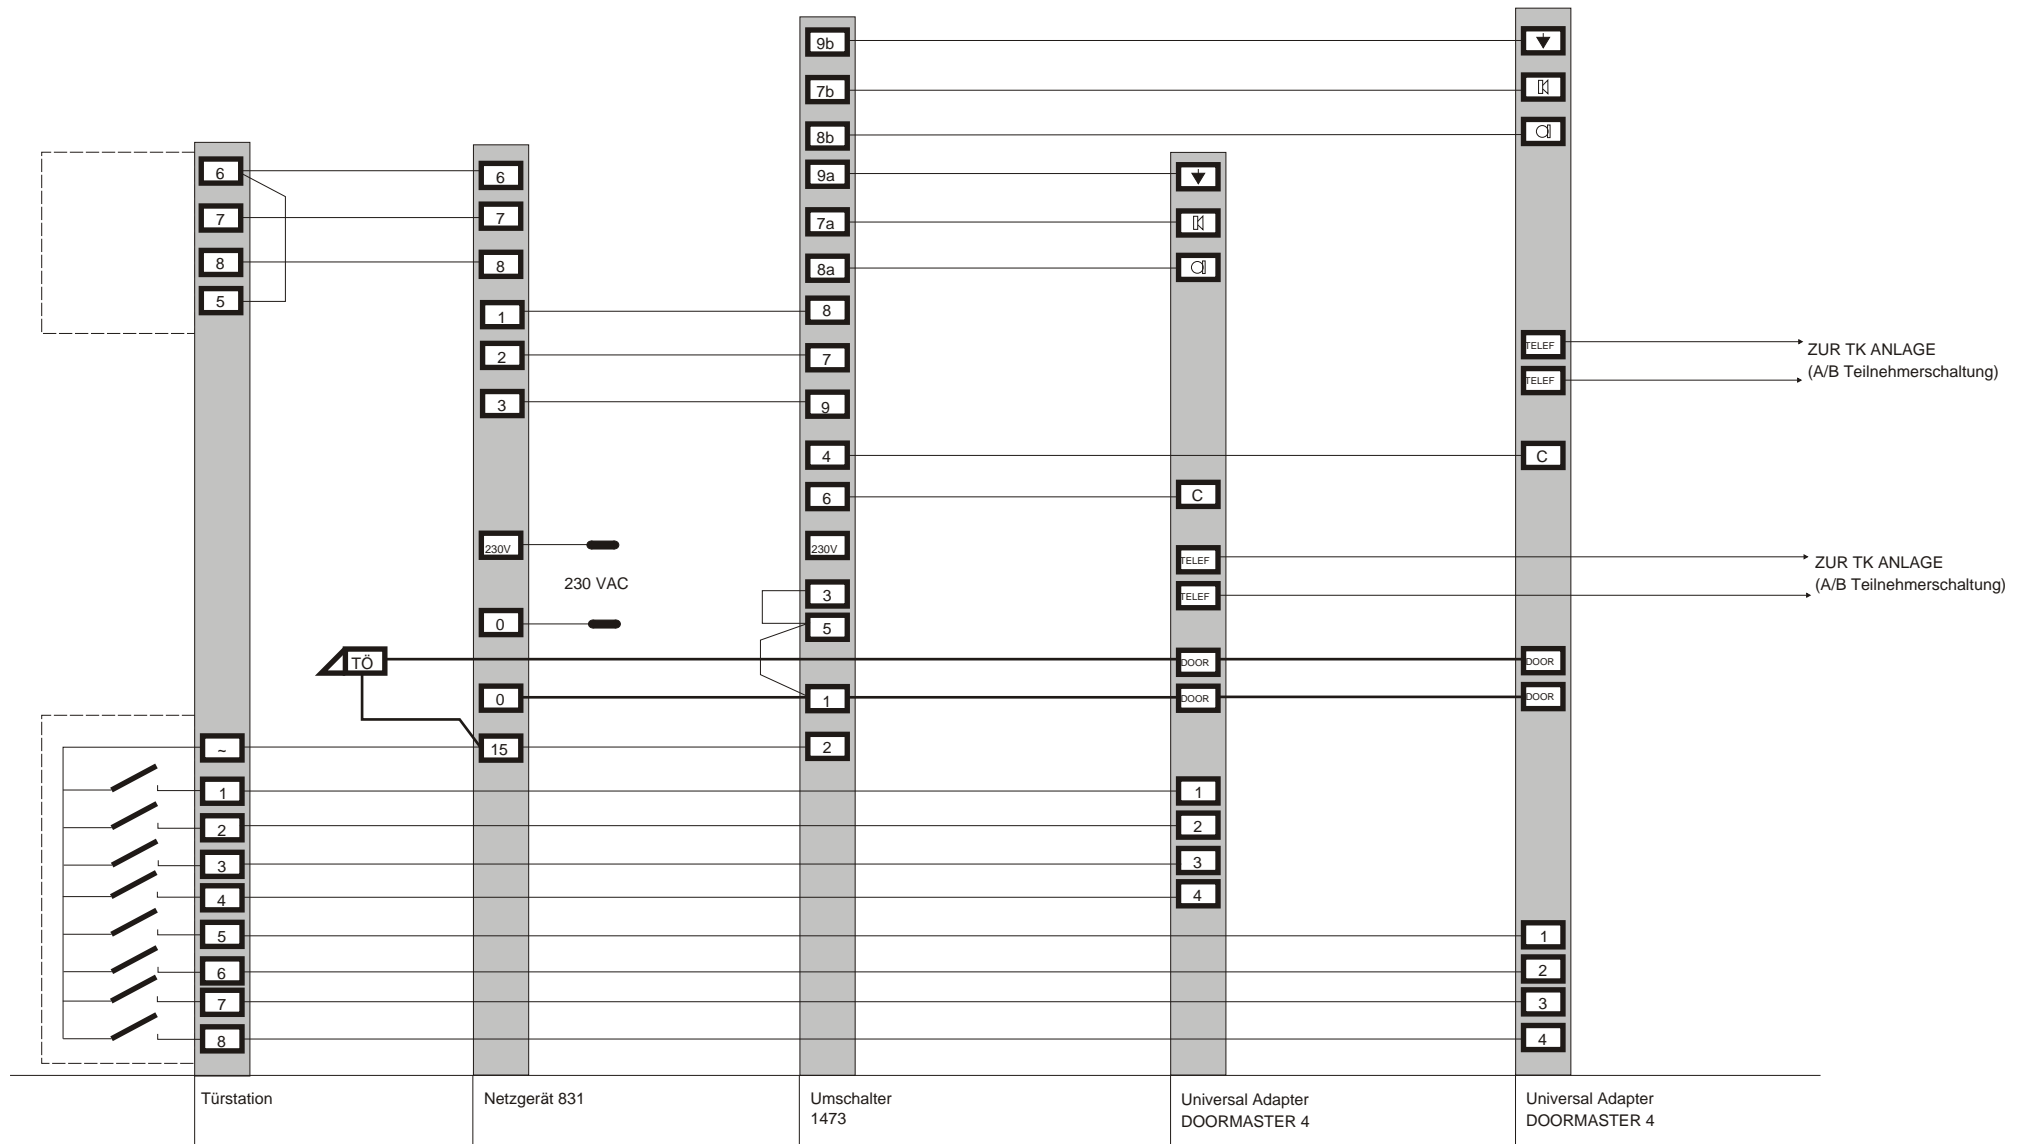 9b
7b
8b
9a
7a
8a
8
7
9
4
6
230V
3
5
1
2
6
7
8
5
6
7
8
1
2
3
230V
230 VAC
0
TÖ
0
15
~
1
2
3
4
5
6
7
8
C
TELEF
TELEF
DOOR
DOOR
1
2
3
4
TELEF
TELEF
C
DOOR
DOOR
1
2
3
4
ZUR TK ANLAGE
(A/B Teilnehmerschaltung)
ZUR TK ANLAGE
(A/B Teilnehmerschaltung)
Türstation
Netzgerät 831
Umschalter
1473
Universal Adapter
DOORMASTER 4
Universal Adapter
DOORMASTER 4